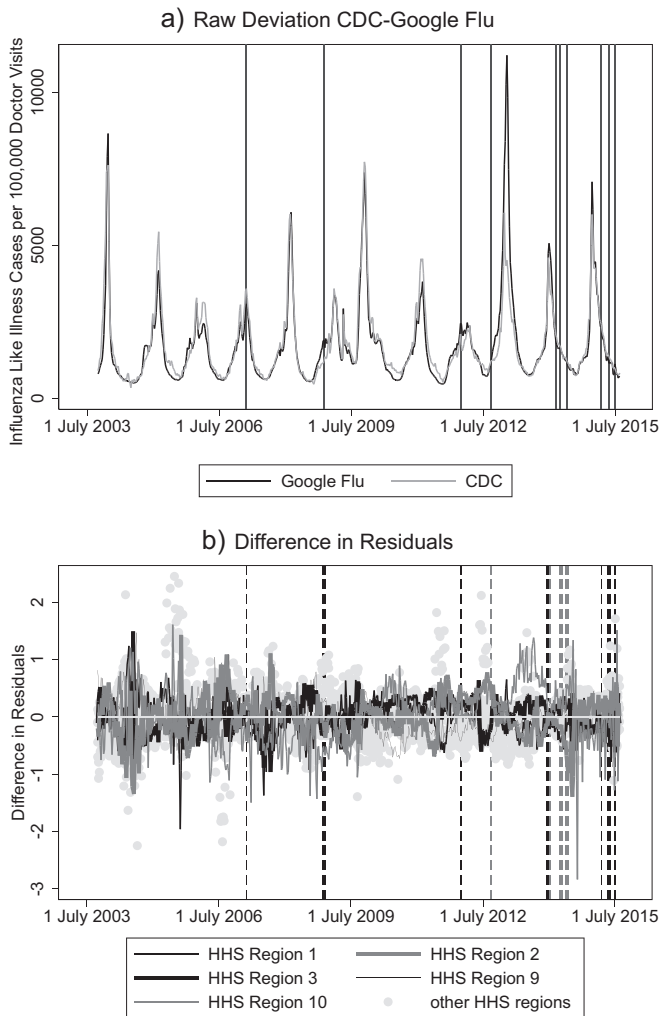 a) Raw Deviation CDC-Google Flu
Influenza Like Illness Cases per 100,000 Doctor Visits
10000
5000
0
1 July 2003 1 July 2006 1 July 2009 1 July 2012 1 July 2015
Google Flu CDC
b) Difference in Residuals
Difference in Residuals
2
1
0
-1
-2
-3
1 July 2003 1 July 2006 1 July 2009 1 July 2012 1 July 2015
HHS Region 1 HHS Region 2
HHS Region 3 HHS Region 9
HHS Region 10 other HHS regions